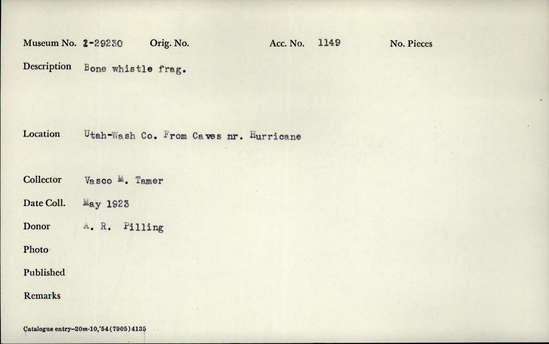 Museum No. 2-29230 Orig. No. Acc. No. 1149 No. Pieces
Description Bone whistle frag.
Location Utah-Wash Co. From Caves nr. Hurricane
Collector Vasco M. Tamer
Date Coll. May 1923
Donor A. R. Pilling
Photo
Published
Remarks
Catalogue entry—20m-10,'54(7905)4135